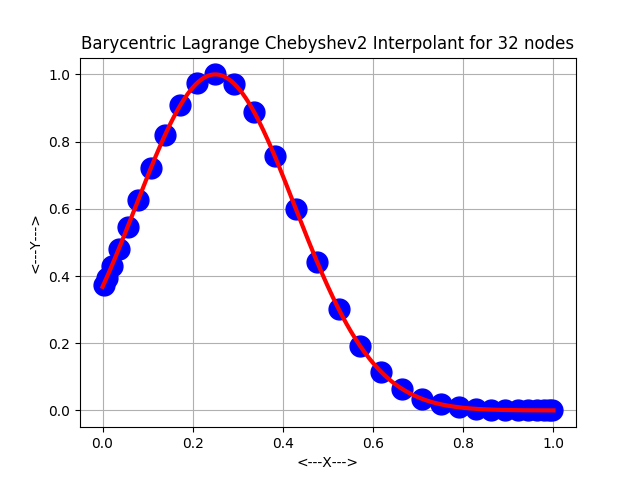 Barycentric Lagrange Chebyshev2 Interpolant for 32 nodes
1.0
0.8
0.6
0.4
0.2
0.0
<---Y--->
0.0 0.2 0.4 0.6 0.8 1.0
<---X--->